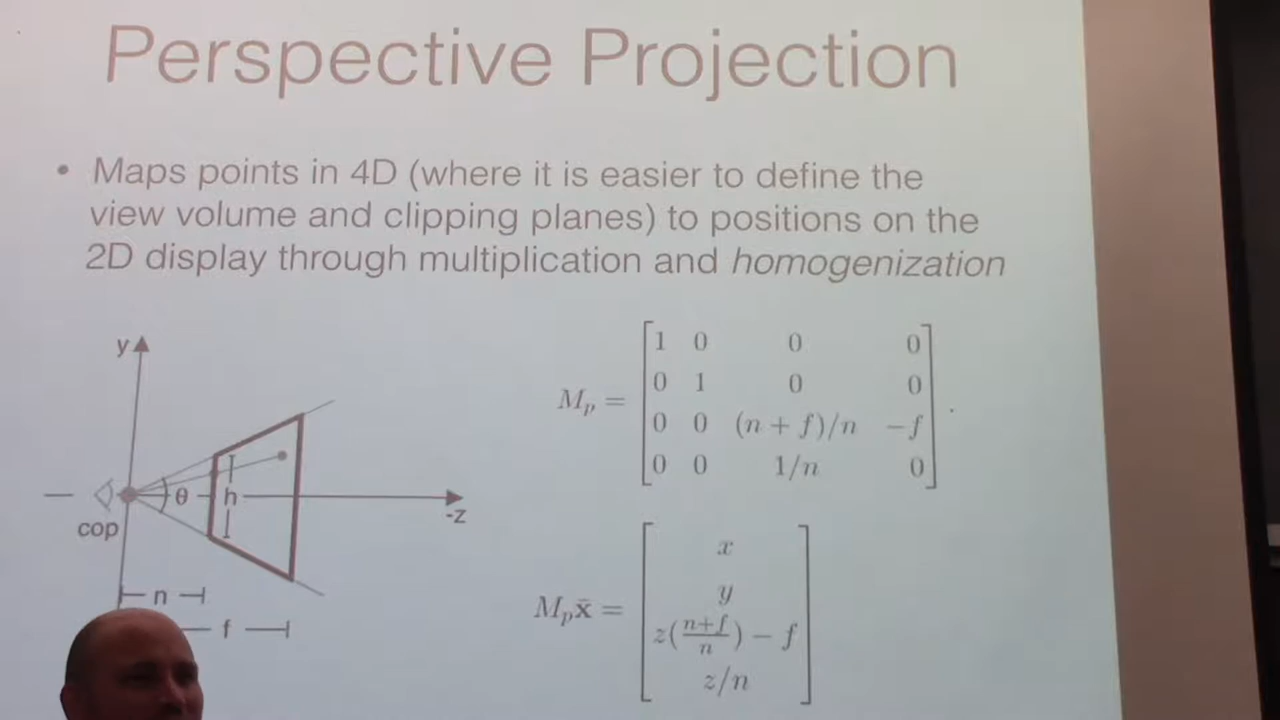 Perspective Projection
• Maps points in 4D (where it is easier to define the
view volume and clipping planes) to positions on the
2D display through multiplication and homogenization
y
θ
h
cop
-z
n
f
M_p = [1 0 0 0
0 1 0 0
0 0 (n + f)/n −f
0 0 1/n 0].
M_p x̄ = [x
y
z(n+f/n) − f
z/n]